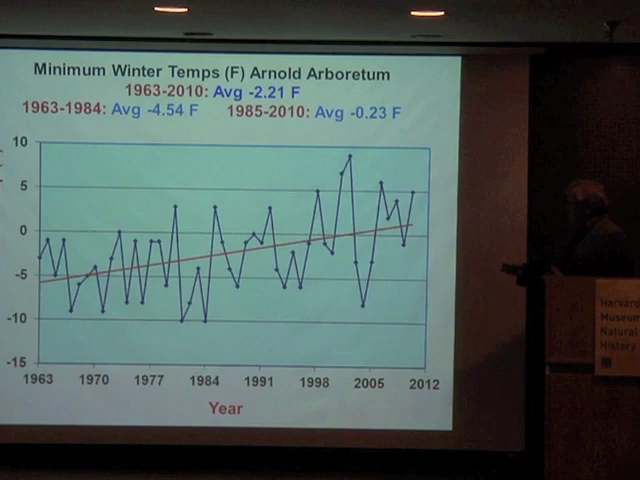 Minimum Winter Temps (F) Arnold Arboretum
1963-2010: Avg -2.21 F
1963-1984: Avg -4.54 F 1985-2010: Avg -0.23 F
10
5
0
-5
-10
-15
1963 1970 1977 1984 1991 1998 2005 2012
Year
Harvard
Museum
Natural
History